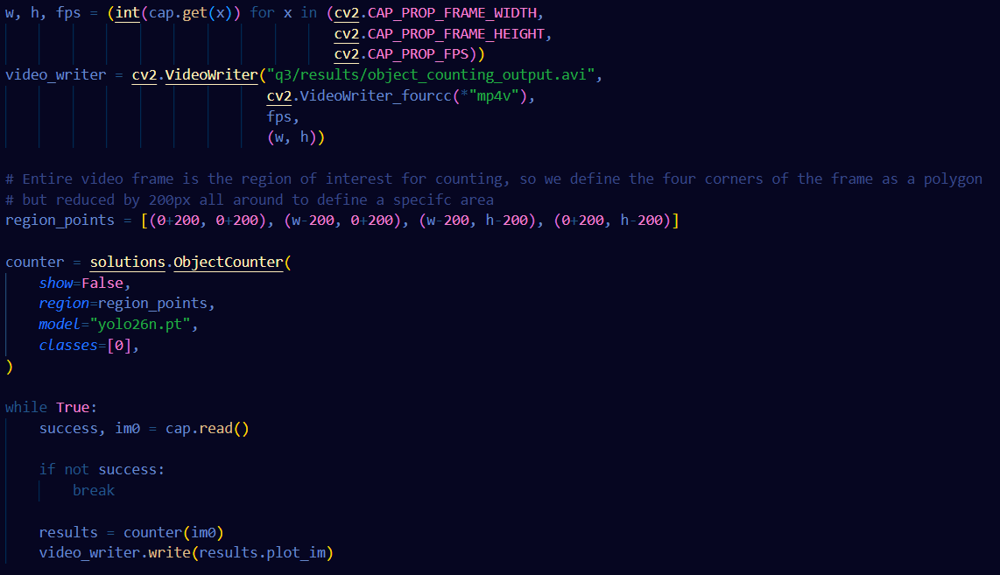 w, h, fps = (int(cap.get(x)) for x in (cv2.CAP_PROP_FRAME_WIDTH,
cv2.CAP_PROP_FRAME_HEIGHT,
cv2.CAP_PROP_FPS))
video_writer = cv2.VideoWriter("q3/results/object_counting_output.avi",
cv2.VideoWriter_fourcc(*"mp4v"),
fps,
(w, h))
# Entire video frame is the region of interest for counting, so we define the four corners of the frame as a polygon
# but reduced by 200px all around to define a specifc area
region_points = [(0+200, 0+200), (w-200, 0+200), (w-200, h-200), (0+200, h-200)]
counter = solutions.ObjectCounter(
show=False,
region=region_points,
model="yolo26n.pt",
classes=[0],
)
while True:
success, im0 = cap.read()
if not success:
break
results = counter(im0)
video_writer.write(results.plot_im)